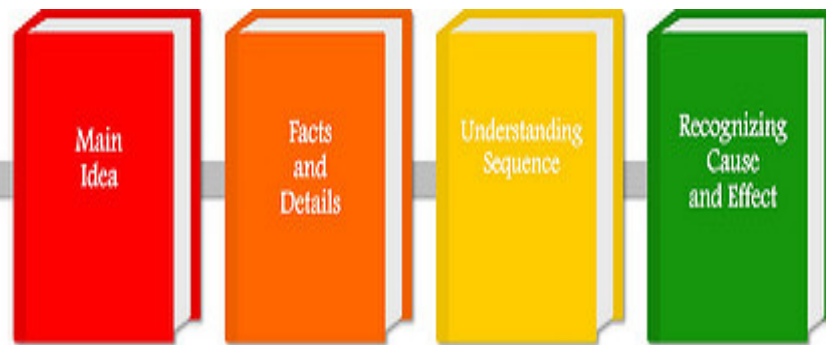 Main
Idea
Facts
and
Details
Understanding
Sequence
Recognizing
Cause
and Effect